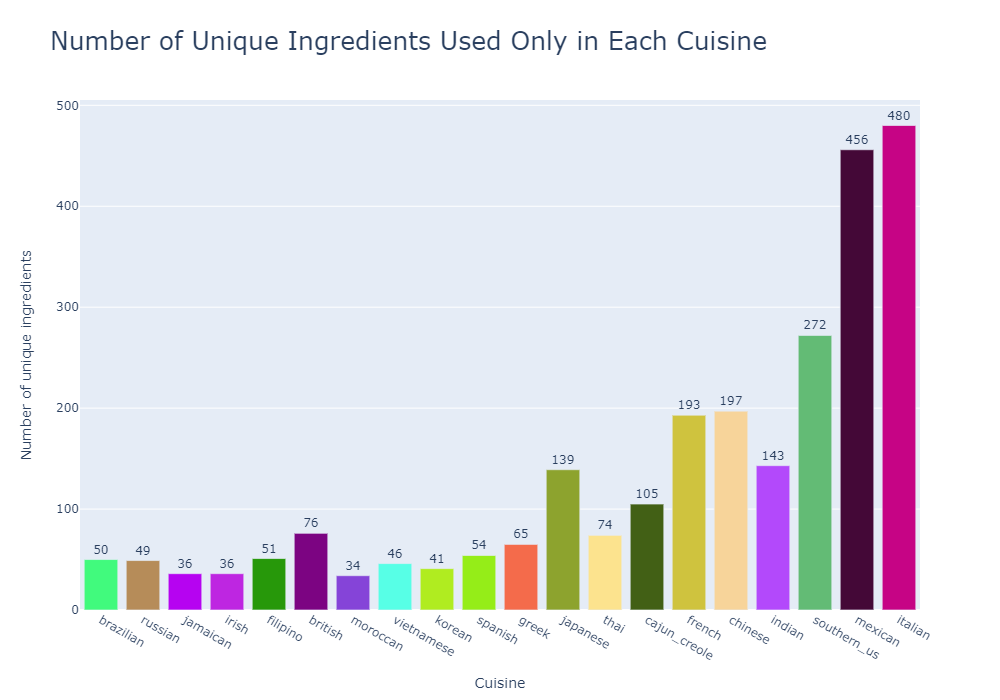 Number of Unique Ingredients Used Only in Each Cuisine
Number of unique ingredients
500
400
300
200
100
0
50
49
36
36
51
76
34
46
41
54
65
139
74
105
193
197
143
272
456
480
brazilian
russian
jamaican
irish
filipino
british
moroccan
vietnamese
korean
spanish
greek
japanese
thai
cajun_creole
french
chinese
indian
southern_us
mexican
italian
Cuisine